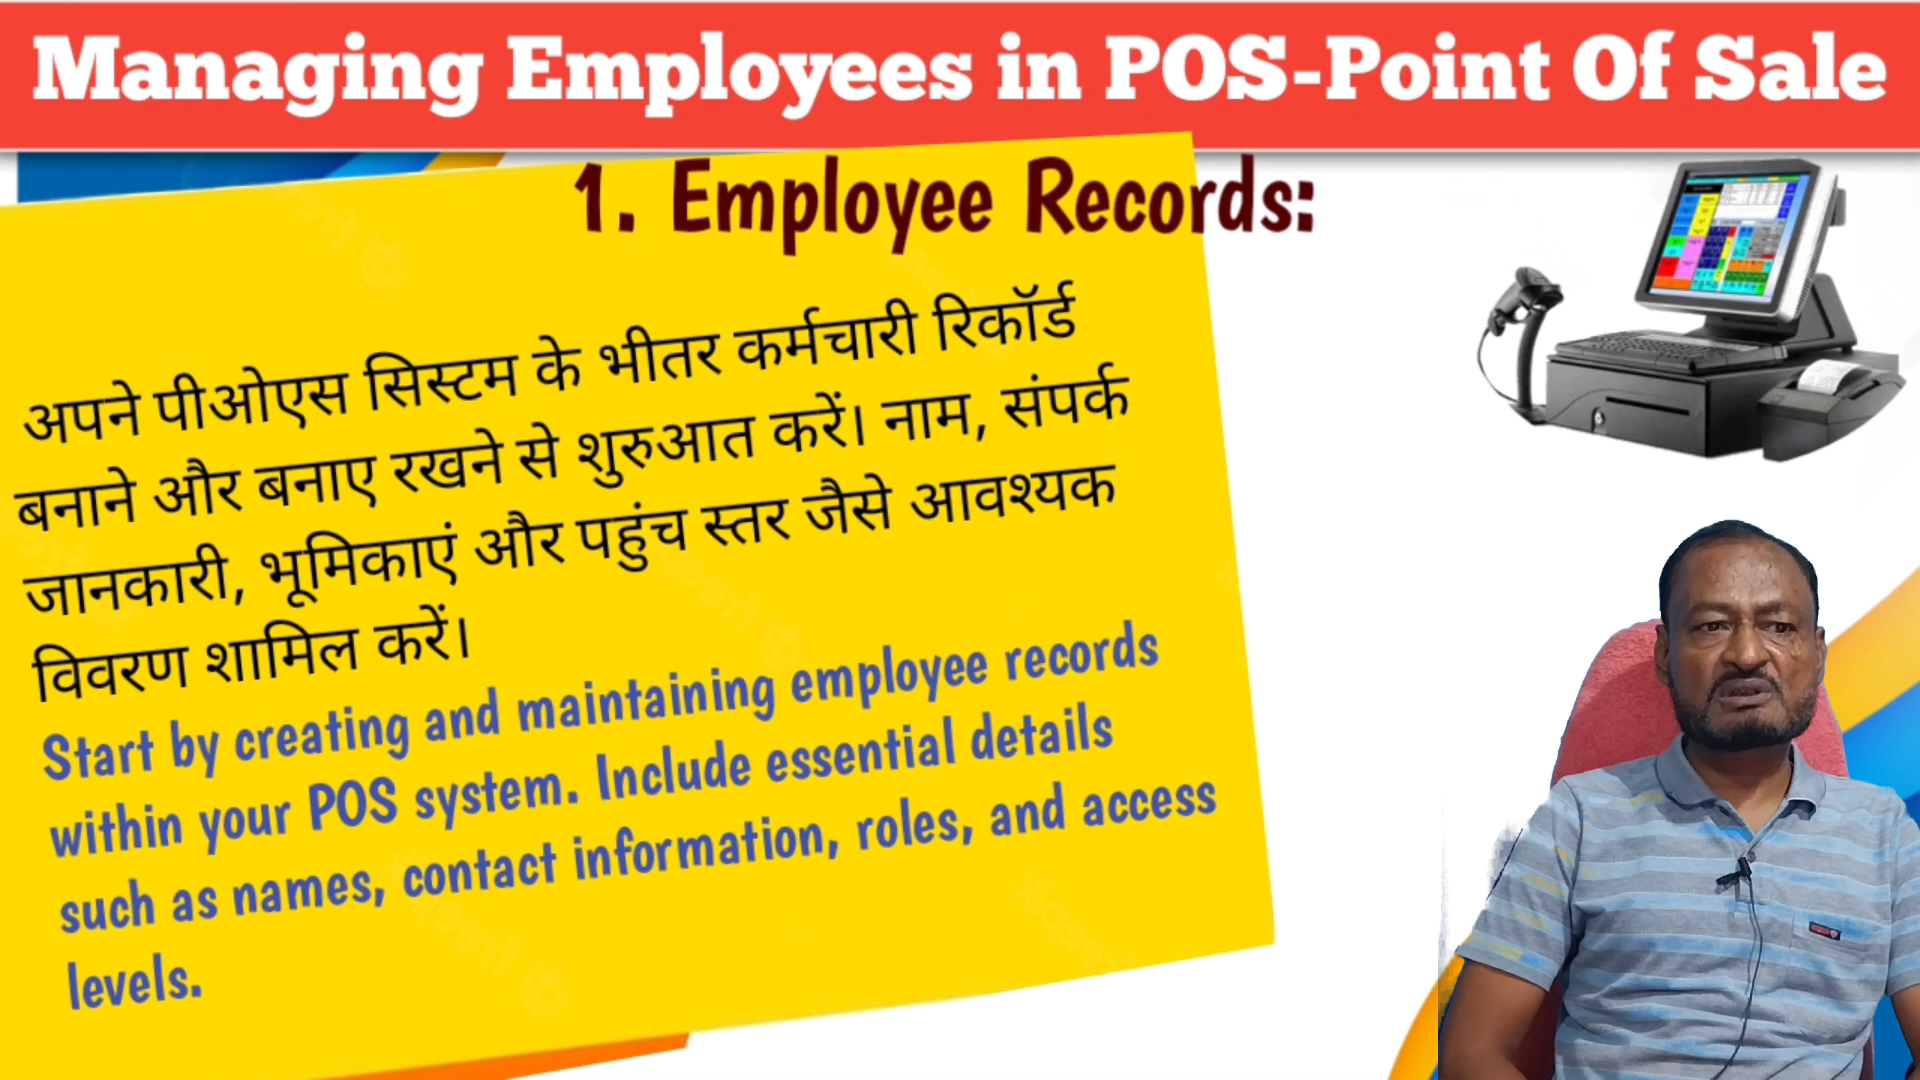 Managing Employees in POS-Point Of Sale
1. Employee Records:
अपने पीओएस सिस्टम के भीतर कर्मचारी रिकॉर्ड
बनाने और बनाए रखने से शुरुआत करें। नाम, संपर्क
जानकारी, भूमिकाएं और पहुंच स्तर जैसे आवश्यक
विवरण शामिल करें।
Start by creating and maintaining employee records
within your POS system. Include essential details
such as names, contact information, roles, and access
levels.